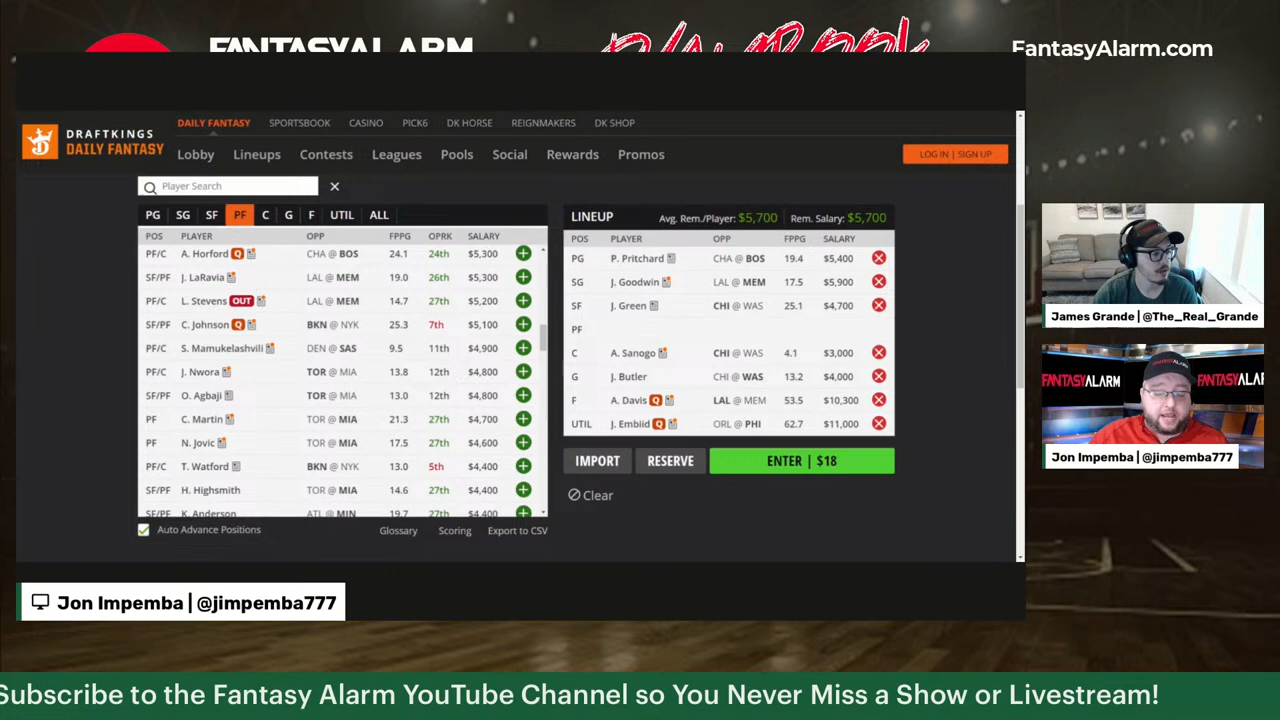 FANTASYALARM
FantasyAlarm.com
DRAFTKINGS
DAILY FANTASY
DAILY FANTASY SPORTSBOOK CASINO PICK6 DK HORSE REIGNMAKERS DK SHOP
Lobby Lineups Contests Leagues Pools Social Rewards Promos
LOG IN | SIGN UP
Player Search
PG SG SF PF C G F UTIL ALL
POS PLAYER OPP FPPG OPRK SALARY
PF/C A. Horford Q CHA @ BOS 24.1 24th $5,300
SF/PF J. LaRavia LAL @ MEM 19.0 26th $5,300
PF/C L. Stevens OUT LAL @ MEM 14.7 27th $5,200
SF/PF C. Johnson Q BKN @ NYK 25.3 7th $5,100
PF/C S. Mamukelashvili DEN @ SAS 9.5 11th $4,900
PF/C J. Nwora TOR @ MIA 13.8 12th $4,800
SF/PF O. Agbaji TOR @ MIA 13.0 12th $4,800
PF C. Martin TOR @ MIA 21.3 27th $4,700
PF N. Jovic TOR @ MIA 17.5 27th $4,600
PF/C T. Watford BKN @ NYK 13.0 5th $4,400
SF/PF H. Highsmith TOR @ MIA 14.6 27th $4,400
SF/PF K. Anderson ATL @ MIN 19.7 27th $4,400
Auto Advance Positions Glossary Scoring Export to CSV
LINEUP Avg. Rem./Player: $5,700 Rem. Salary: $5,700
POS PLAYER OPP FPPG SALARY
PG P. Pritchard CHA @ BOS 19.4 $5,400
SG J. Goodwin LAL @ MEM 17.5 $5,900
SF J. Green CHI @ WAS 25.1 $4,700
PF
C A. Sanogo CHI @ WAS 4.1 $3,000
G J. Butler CHI @ WAS 13.2 $4,000
F A. Davis Q LAL @ MEM 53.5 $10,300
UTIL J. Embiid Q ORL @ PHI 62.7 $11,000
IMPORT RESERVE ENTER | $18
Clear
James Grande | @The_Real_Grande
FANTASYALARM
Jon Impemba | @jimpemba777
Jon Impemba | @jimpemba777
Subscribe to the Fantasy Alarm YouTube Channel so You Never Miss a Show or Livestream!